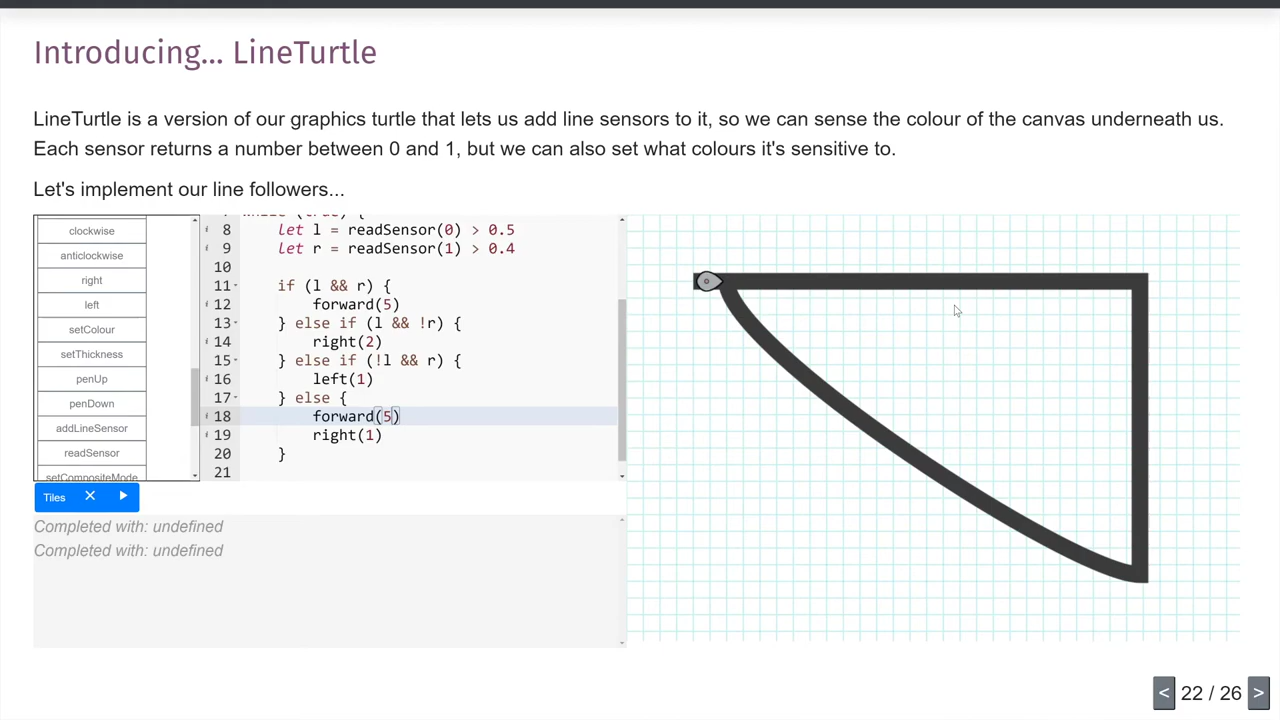 Introducing... LineTurtle
LineTurtle is a version of our graphics turtle that lets us add line sensors to it, so we can sense the colour of the canvas underneath us.
Each sensor returns a number between 0 and 1, but we can also set what colours it's sensitive to.
Let's implement our line followers...
clockwise
anticlockwise
right
left
setColour
setThickness
penUp
penDown
addLineSensor
readSensor
setCompositeMode
8 let l = readSensor(0) > 0.5
9 let r = readSensor(1) > 0.4
10
11 if (l && r) {
12 forward(5)
13 } else if (l && !r) {
14 right(2)
15 } else if (!l && r) {
16 left(1)
17 } else {
18 forward(5)
19 right(1)
20 }
21
Tiles
Completed with: undefined
Completed with: undefined
< 22 / 26 >